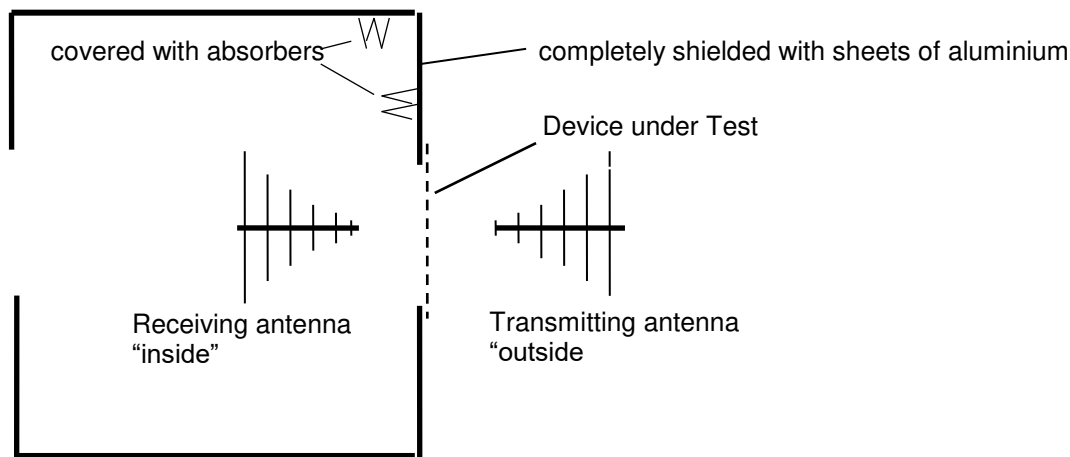 covered with absorbers
completely shielded with sheets of aluminium
Device under Test
Receiving antenna
“inside”
Transmitting antenna
“outside